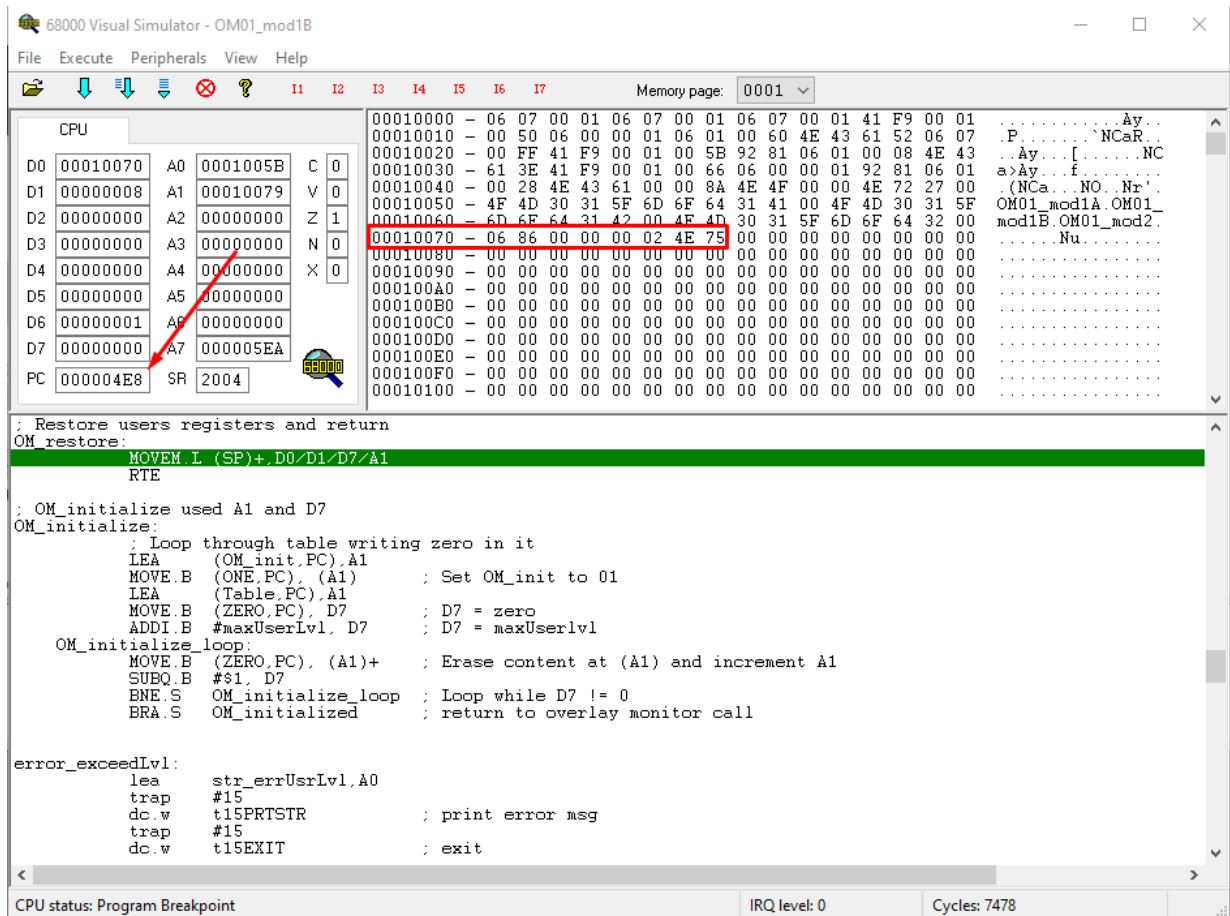 68000 Visual Simulator - OM01_mod1B
File Execute Peripherals View Help
I1 I2 I3 I4 I5 I6 I7 Memory page: 0001
CPU
D0 00010070 A0 0001005B C 0
D1 00000008 A1 00010079 V 0
D2 00000000 A2 00000000 Z 1
D3 00000000 A3 00000000 N 0
D4 00000000 A4 00000000 X 0
D5 00000000 A5 00000000
D6 00000001 A6 00000000
D7 00000000 A7 000005EA
PC 000004E8 SR 2004
68000
00010000 - 06 07 00 01 06 07 00 01 06 07 00 01 41 F9 00 01 ............Ay..
00010010 - 00 50 06 00 00 01 06 01 00 60 4E 43 61 52 06 07 .P.......`NCaR..
00010020 - 00 FF 41 F9 00 01 00 5B 92 81 06 01 00 08 4E 43 ..Ay...[......NC
00010030 - 61 3E 41 F9 00 01 00 66 06 00 00 01 92 81 06 01 a>Ay...f........
00010040 - 00 28 4E 43 61 00 00 8A 4E 4F 00 00 4E 72 27 00 .(NCa...NO..Nr'.
00010050 - 4F 4D 30 31 5F 6D 6F 64 31 41 00 4F 4D 30 31 5F OM01_mod1A.OM01_
00010060 - 6D 6F 64 31 42 00 4F 4D 30 31 5F 6D 6F 64 32 00 mod1B.OM01_mod2.
00010070 - 06 86 00 00 00 02 4E 75 00 00 00 00 00 00 00 00 ......Nu........
00010080 - 00 00 00 00 00 00 00 00 00 00 00 00 00 00 00 00 ................
00010090 - 00 00 00 00 00 00 00 00 00 00 00 00 00 00 00 00 ................
000100A0 - 00 00 00 00 00 00 00 00 00 00 00 00 00 00 00 00 ................
000100B0 - 00 00 00 00 00 00 00 00 00 00 00 00 00 00 00 00 ................
000100C0 - 00 00 00 00 00 00 00 00 00 00 00 00 00 00 00 00 ................
000100D0 - 00 00 00 00 00 00 00 00 00 00 00 00 00 00 00 00 ................
000100E0 - 00 00 00 00 00 00 00 00 00 00 00 00 00 00 00 00 ................
000100F0 - 00 00 00 00 00 00 00 00 00 00 00 00 00 00 00 00 ................
00010100 - 00 00 00 00 00 00 00 00 00 00 00 00 00 00 00 00 ................
; Restore users registers and return
OM_restore:
MOVEM.L (SP)+,D0/D1/D7/A1
RTE
; OM_initialize used A1 and D7
OM_initialize:
; Loop through table writing zero in it
LEA (OM_init,PC),A1
MOVE.B (ONE,PC), (A1) ; Set OM_init to 01
LEA (Table,PC),A1
MOVE.B (ZERO,PC), D7 ; D7 = zero
ADDI.B #maxUserLvl, D7 ; D7 = maxUserlvl
OM_initialize_loop:
MOVE.B (ZERO,PC), (A1)+ ; Erase content at (A1) and increment A1
SUBQ.B #$1, D7
BNE.S OM_initialize_loop ; Loop while D7 != 0
BRA.S OM_initialized ; return to overlay monitor call
error_exceedLvl:
lea str_errUsrLvl,A0
trap #15
dc.w t15PRTSTR ; print error msg
trap #15
dc.w t15EXIT ; exit
CPU status: Program Breakpoint IRQ level: 0 Cycles: 7478